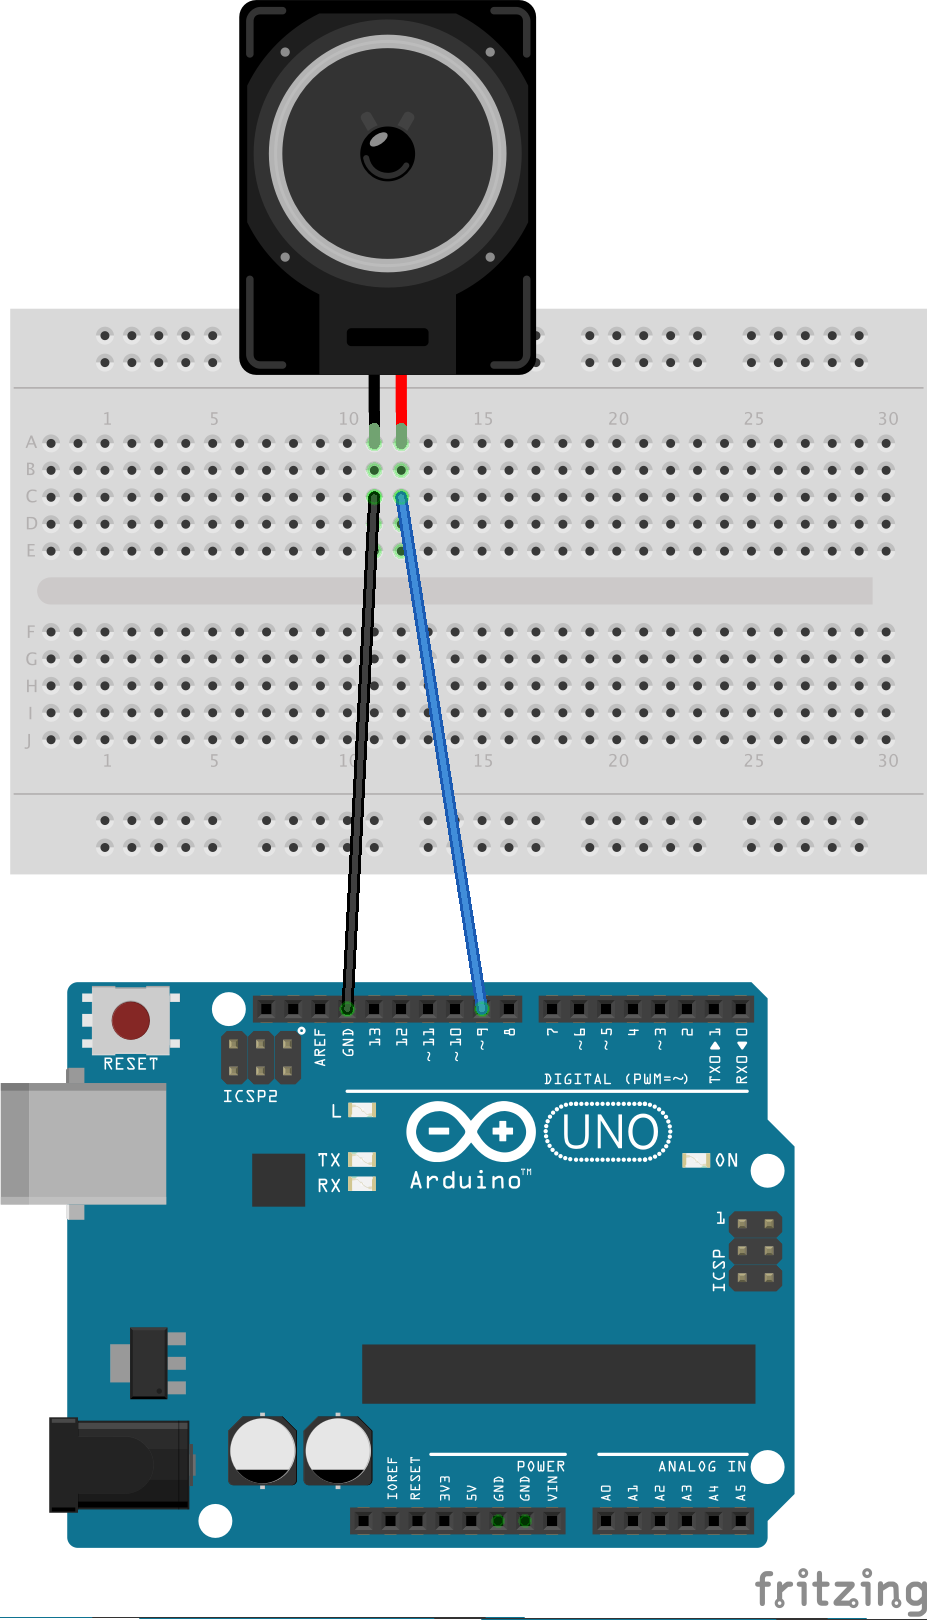 1 5 10 15 20 25 30
A
B
C
D
E
F
G
H
I
J
1 5 10 15 20 25 30
RESET
ICSP2
AREF
GND
13
12
~11
~10
~9
8
7
~6
~5
4
~3
2
TX0▶1
RX0◀0
DIGITAL (PWM=~)
L
TX
RX
Arduino™
UNO
ON
1
ICSP
IOREF
RESET
3V3
5V
GND
GND
VIN
POWER
A0
A1
A2
A3
A4
A5
ANALOG IN
fritzing